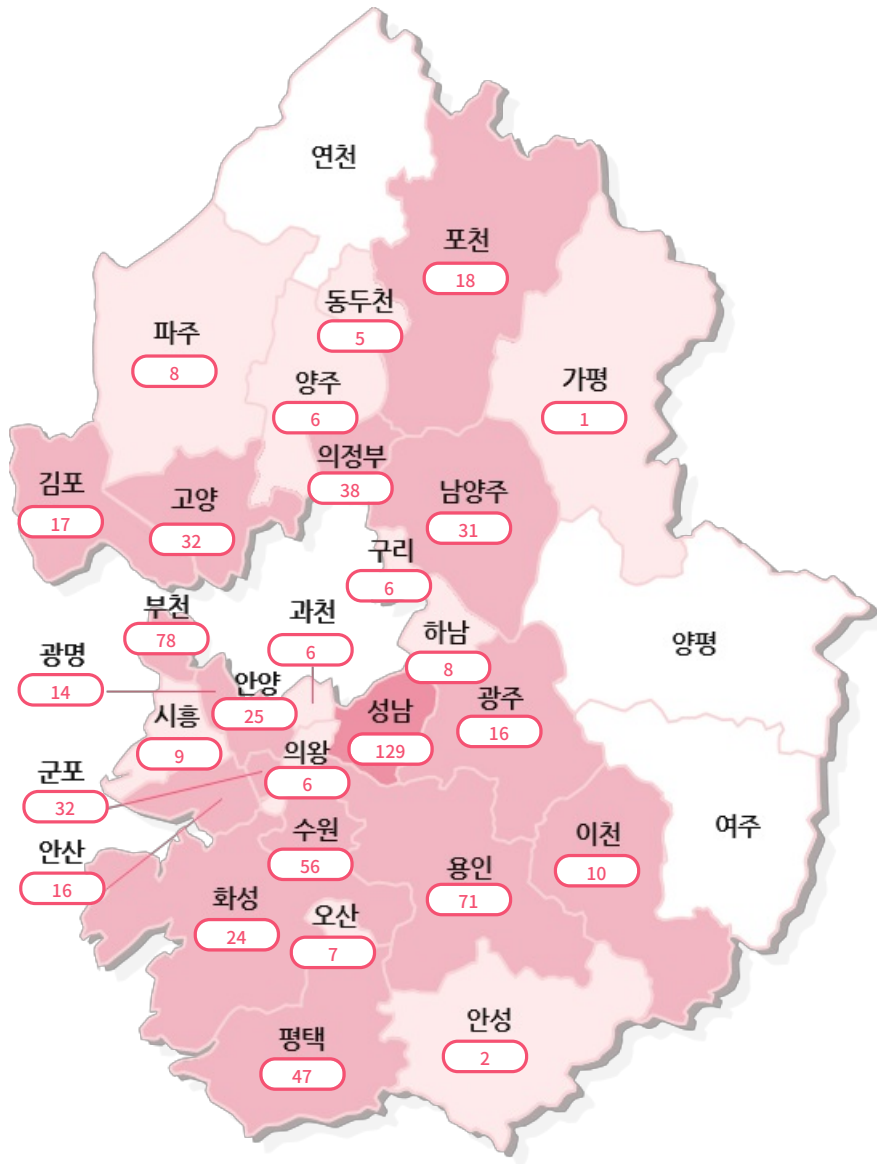 연천
포천
18
동두천
5
파주
8
양주
6
가평
1
의정부
38
김포
17
고양
32
남양주
31
구리
6
부천
78
과천
6
하남
8
양평
광명
14
안양
25
시흥
9
성남
129
광주
16
의왕
6
군포
32
수원
56
안산
16
이천
10
여주
용인
71
화성
24
오산
7
안성
2
평택
47